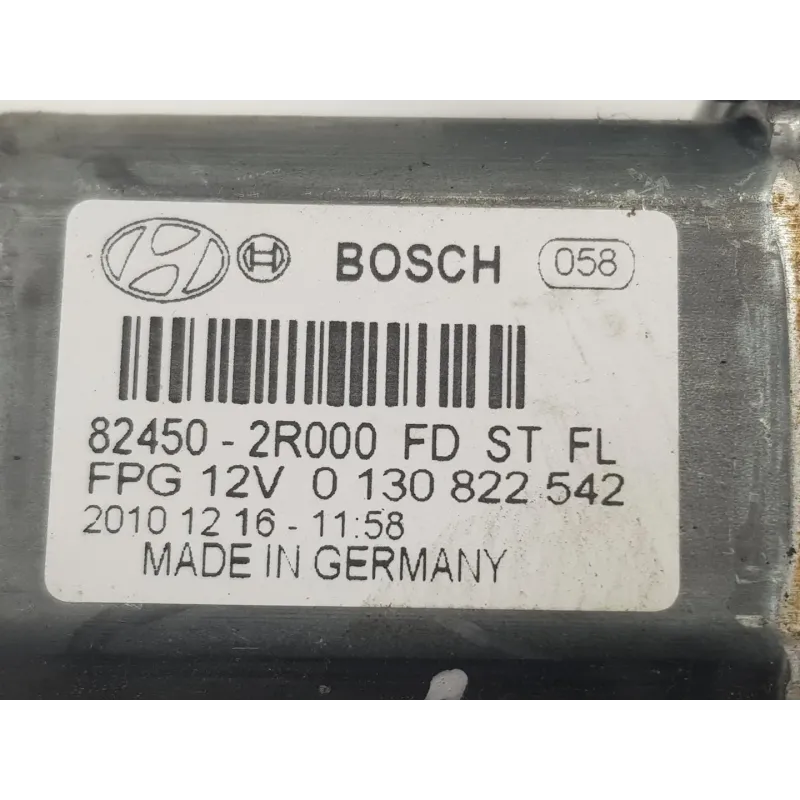 BOSCH 058
82450-2R000 FD ST FL
FPG 12V 0 130 822 542
2010 12 16-11:58
MADE IN GERMANY